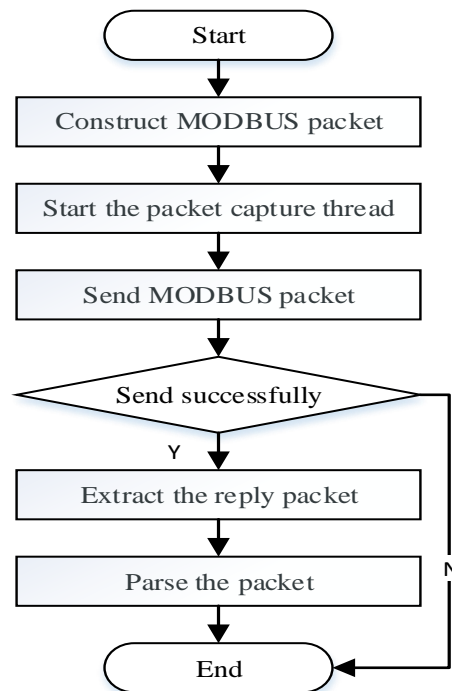 Start
Construct MODBUS packet
Start the packet capture thread
Send MODBUS packet
Send successfully
Y
Extract the reply packet
N
Parse the packet
End